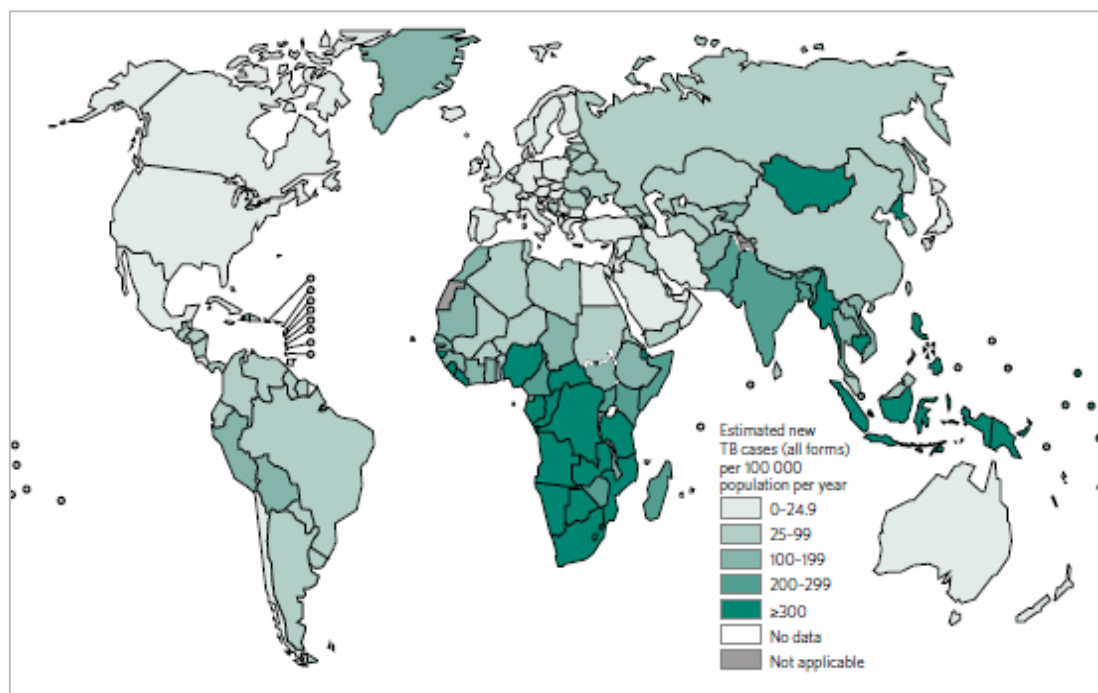 Estimated new
TB cases (all forms)
per 100 000
population per year
0–24.9
25–99
100–199
200–299
≥300
No data
Not applicable